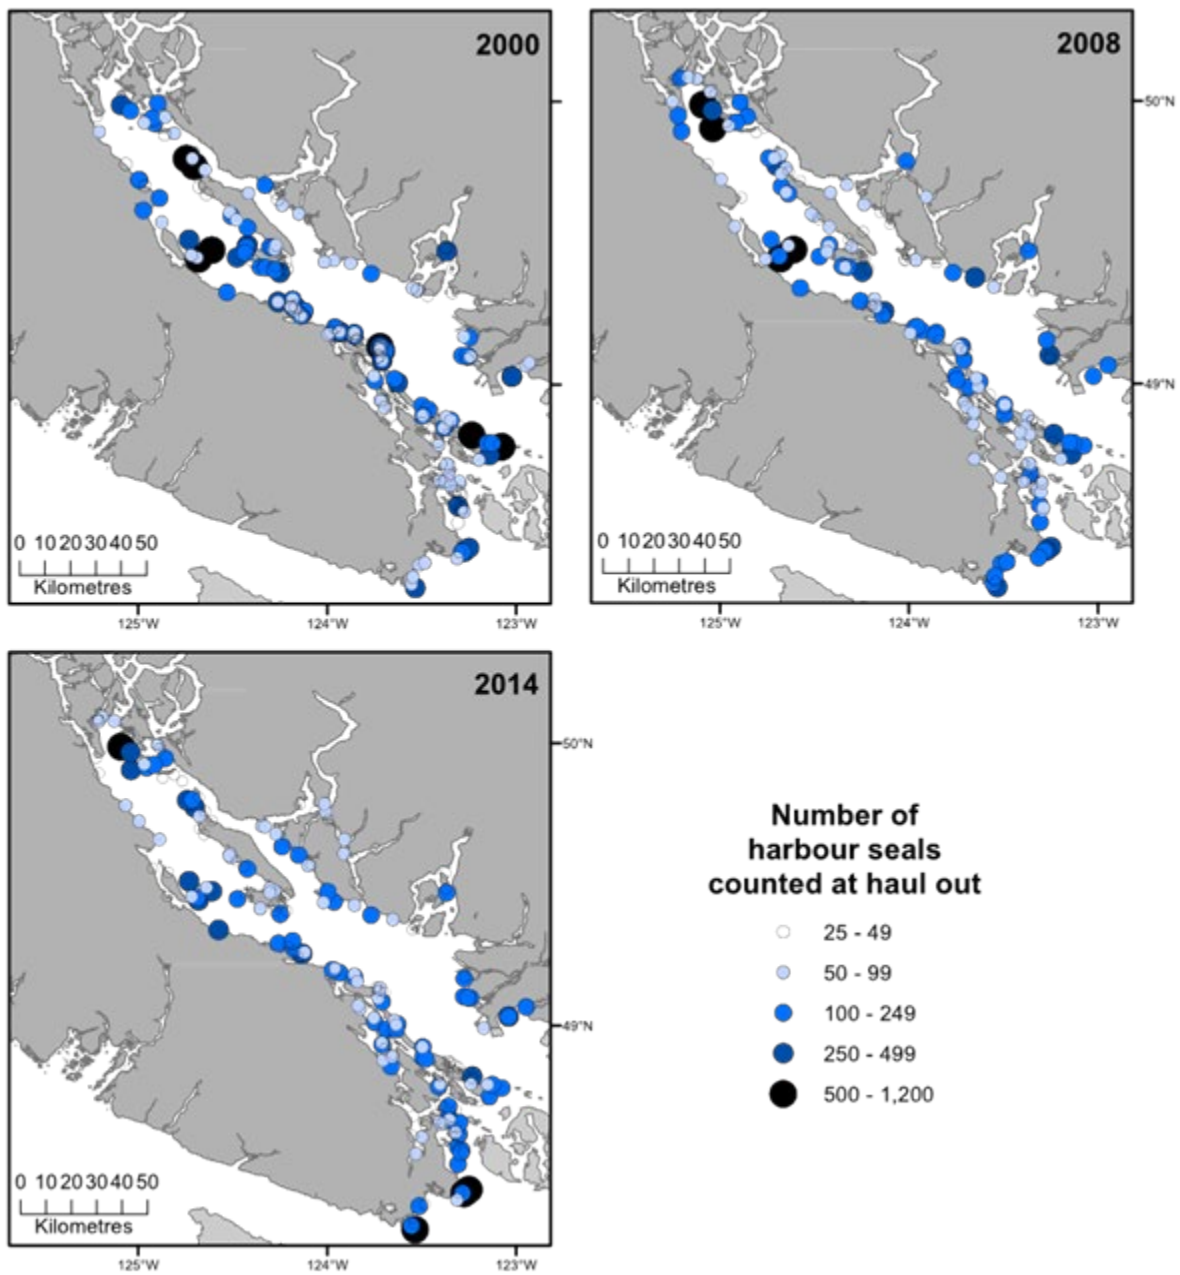 2000
2008
50°N
49°N
0 10 20 30 40 50
Kilometres
0 10 20 30 40 50
Kilometres
125°W
124°W
123°W
125°W
124°W
123°W
2014
50°N
49°N
Number of
harbour seals
counted at haul out
25 - 49
50 - 99
100 - 249
250 - 499
500 - 1,200
0 10 20 30 40 50
Kilometres
125°W
124°W
123°W